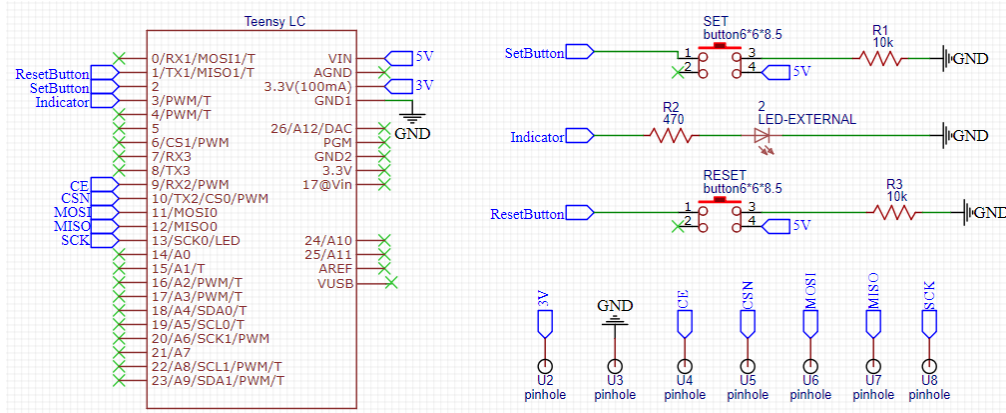 Teensy LC
0/RX1/MOSI1/T
VIN
5V
ResetButton
1/TX1/MISO1/T
AGND
SetButton
2
3.3V(100mA)
3V
Indicator
3/PWM/T
GND1
4/PWM/T
GND
5
26/A12/DAC
6/CS1/PWM
PGM
7/RX3
GND2
8/TX3
3.3V
CE
9/RX2/PWM
17@Vin
CSN
10/TX2/CS0/PWM
MOSI
11/MOSI0
MISO
12/MISO0
SCK
13/SCK0/LED
24/A10
14/A0
25/A11
15/A1/T
AREF
16/A2/PWM/T
VUSB
17/A3/PWM/T
18/A4/SDA0/T
19/A5/SCL0/T
20/A6/SCK1/PWM
21/A7
22/A8/SCL1/PWM/T
23/A9/SDA1/PWM/T
SET
button6*6*8.5
SetButton
1
2
3
4
5V
R1
10k
GND
Indicator
R2
470
2
LED-EXTERNAL
GND
RESET
button6*6*8.5
ResetButton
1
2
3
4
5V
R3
10k
GND
3V
GND
CE
CSN
MOSI
MISO
SCK
U2
pinhole
U3
pinhole
U4
pinhole
U5
pinhole
U6
pinhole
U7
pinhole
U8
pinhole